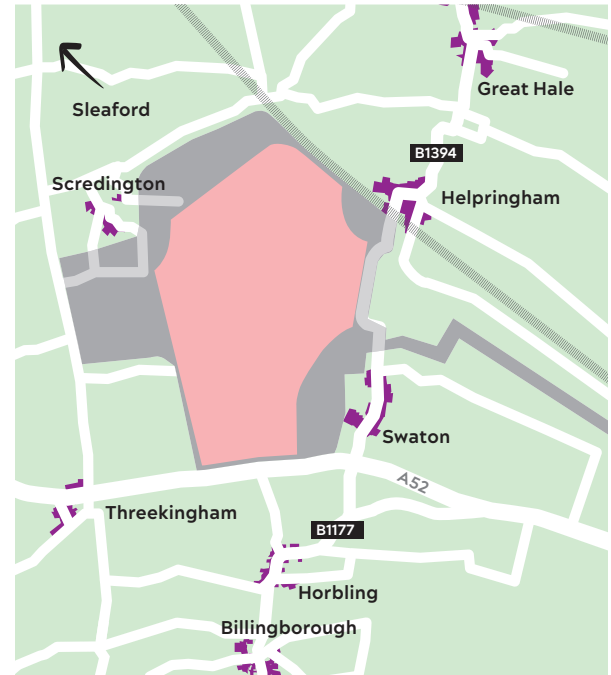 Great Hale
Sleaford
B1394
Scredington
Helpringham
Swaton
A52
Threekingham
B1177
Horbling
Billingborough